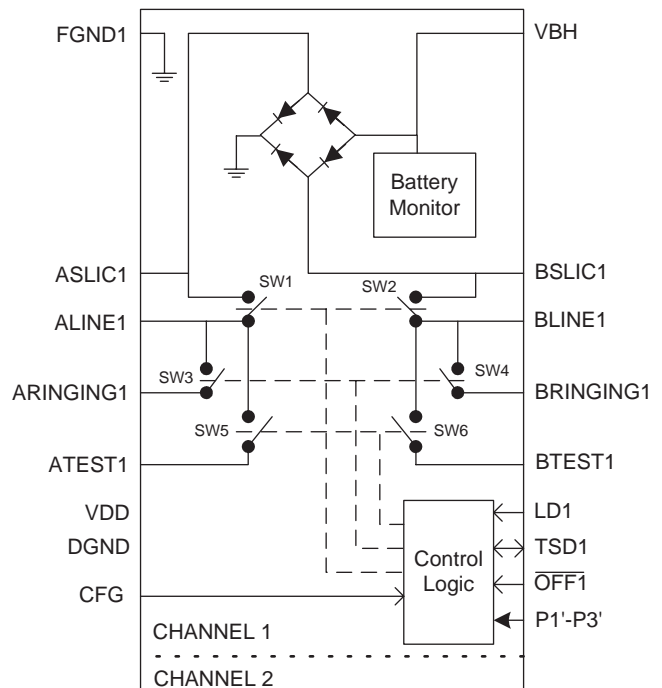 FGND1
VBH
Battery
Monitor
ASLIC1
SW1
SW2
BSLIC1
ALINE1
BLINE1
SW3
SW4
ARINGING1
BRINGING1
SW5
SW6
ATEST1
BTEST1
VDD
LD1
DGND
Control
Logic
TSD1
CFG
OFF1
P1'-P3'
CHANNEL 1
CHANNEL 2